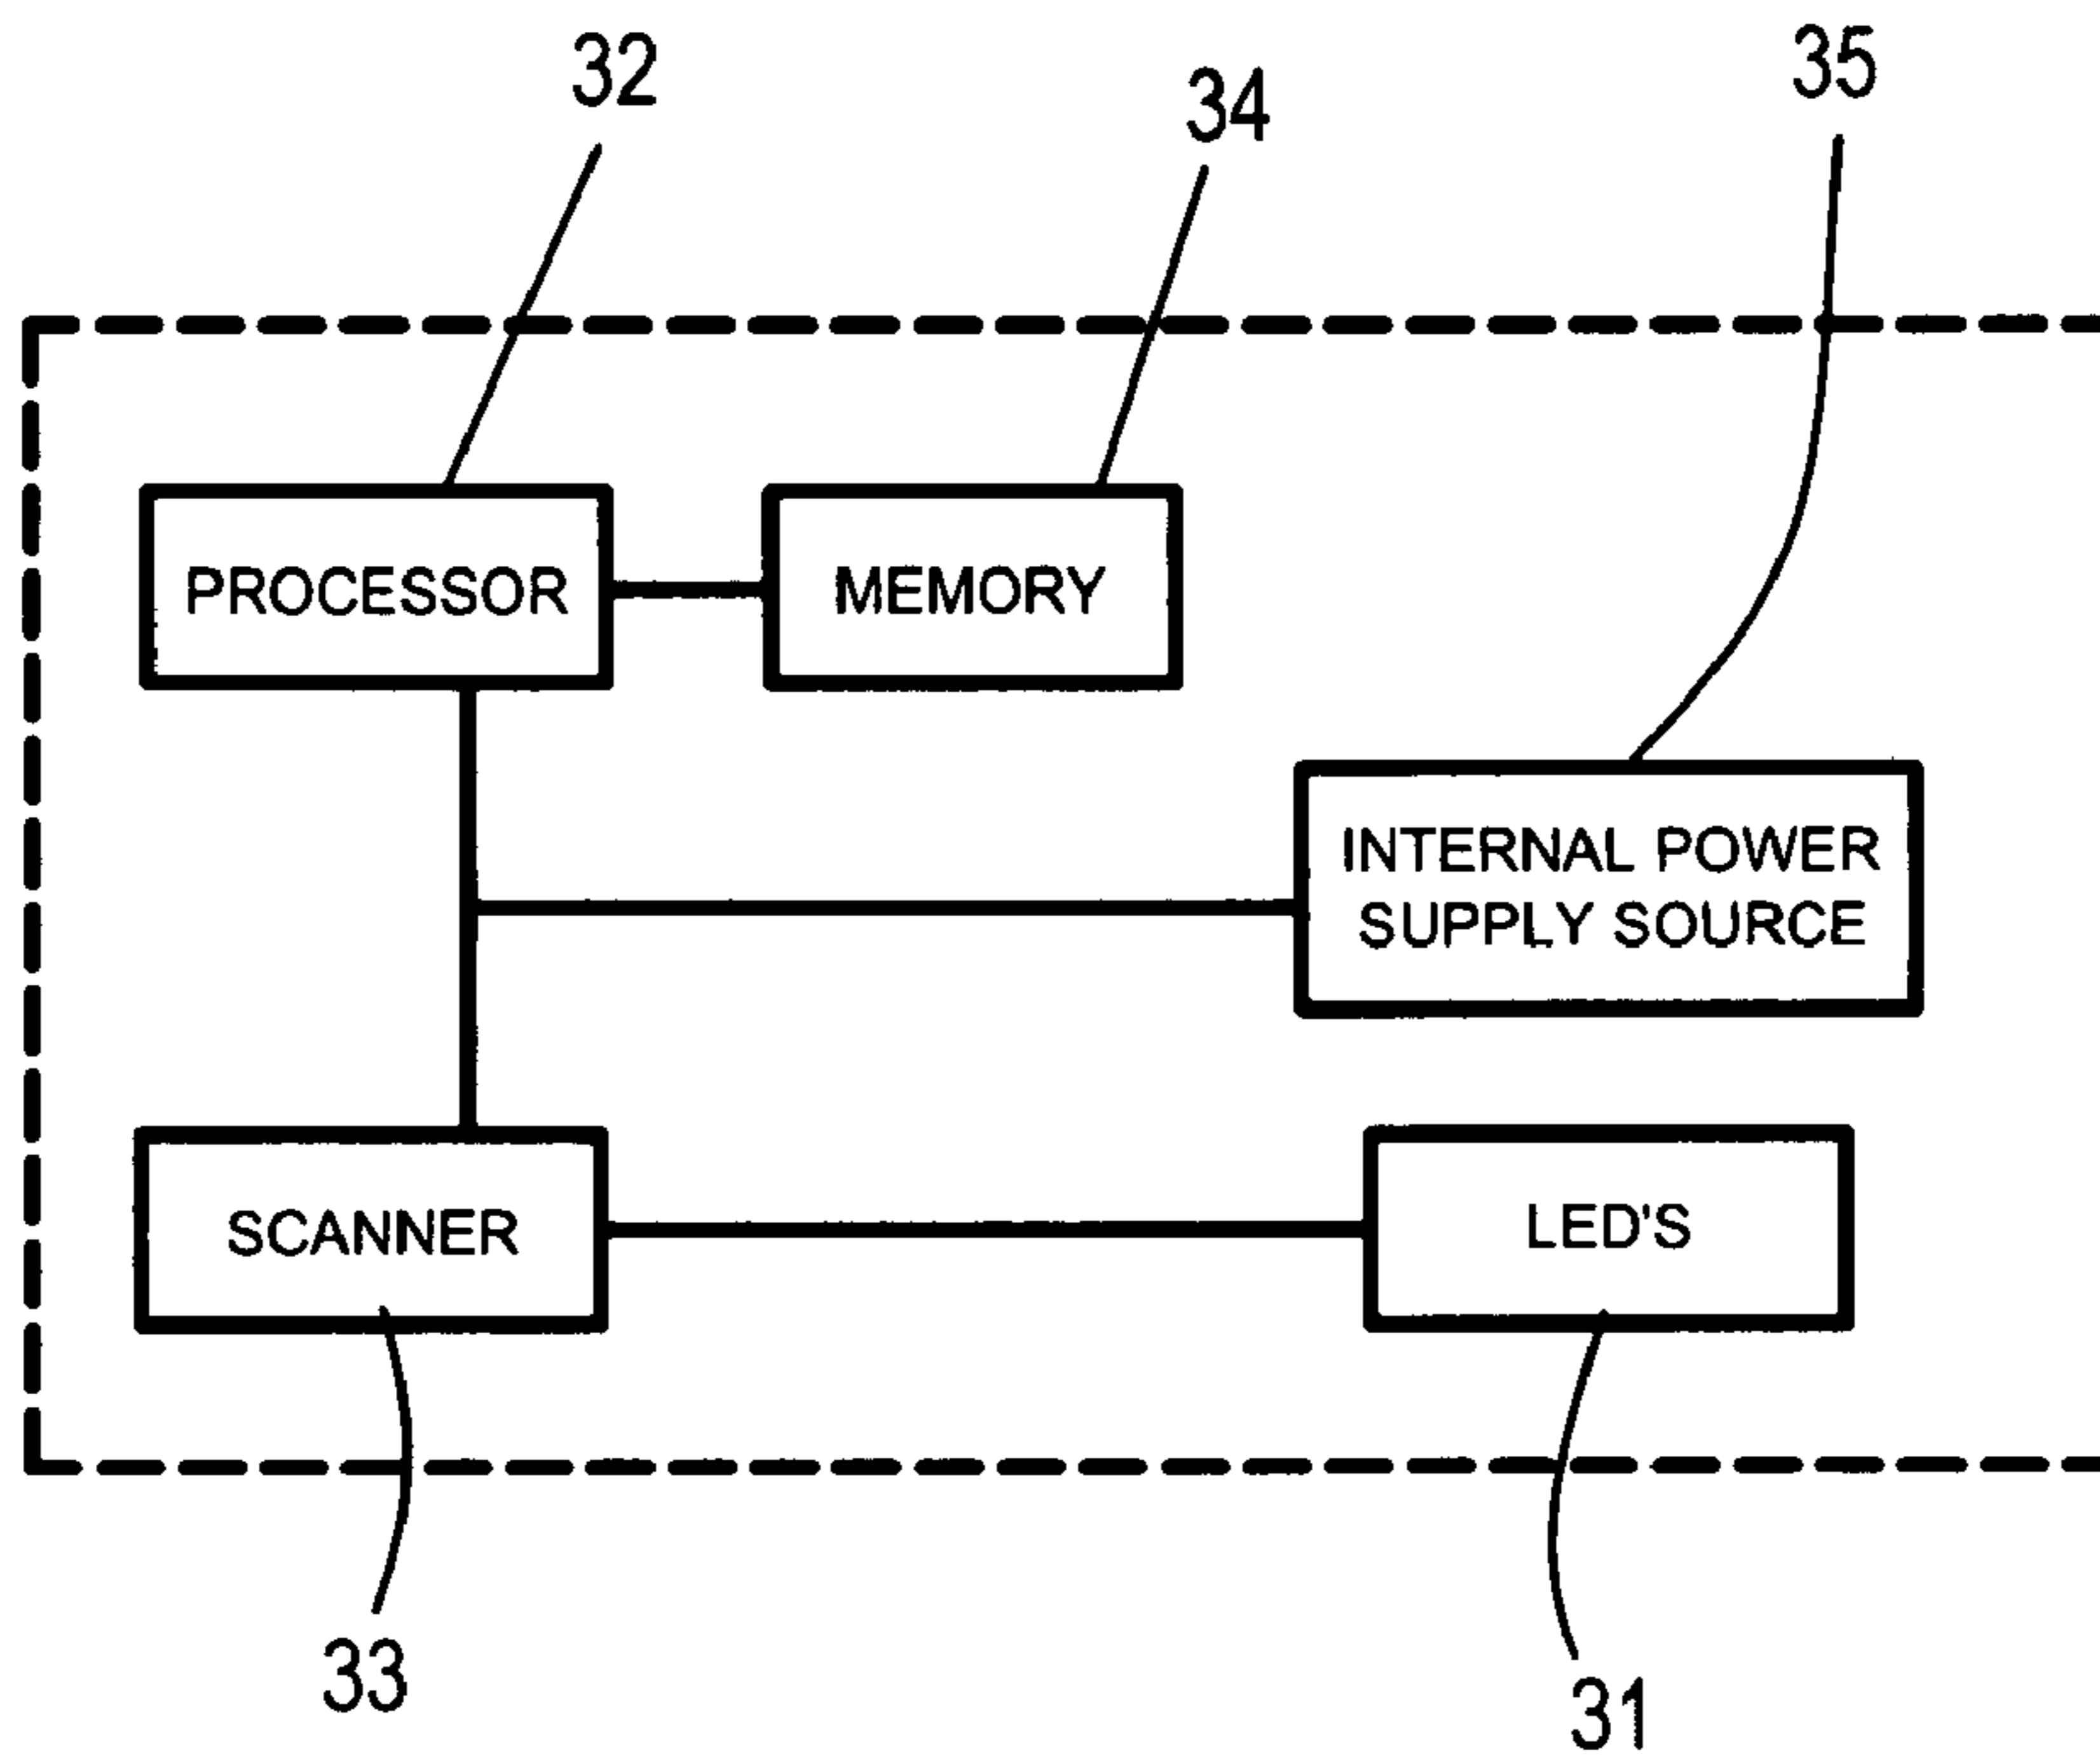 32
34
35
PROCESSOR
MEMORY
INTERNAL POWER
SUPPLY SOURCE
SCANNER
LED'S
33
31